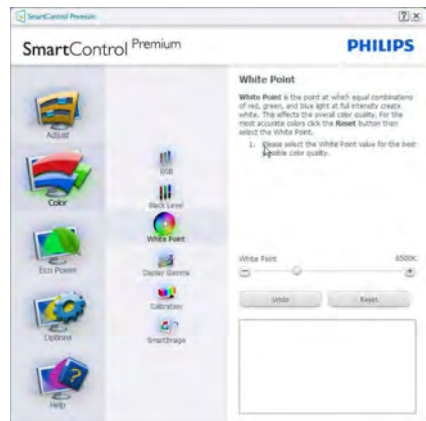 SmartControl Premium
SmartControl Premium
PHILIPS
Adjust
Color
Eco Power
Options
Help
RGB
Black Level
White Point
Display Gamma
Calibration
SmartImage
White Point
White Point is the point at which equal combinations
of red, green, and blue light at full intensity create
white. This effects the overall color quality. For the
most accurate colors click the Reset button then
select the White Point.
1. Please select the White Point value for the best
possible color quality.
White Point 6500K
Undo Reset